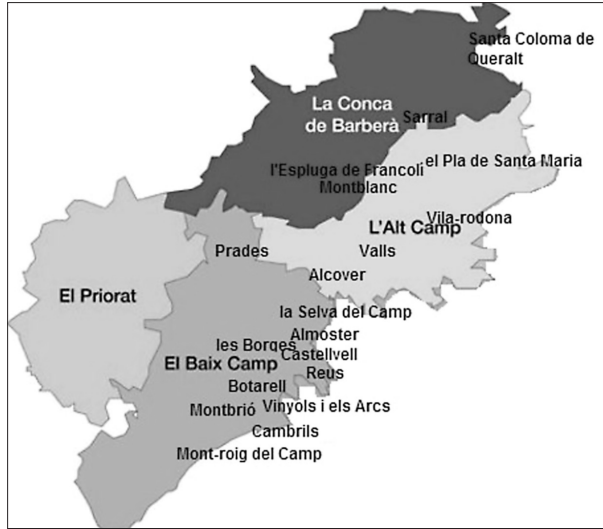 Santa Coloma de
Queralt
La Conca
de Barberà
Sarral
el Pla de Santa Maria
l'Espluga de Francolí
Montblanc
Vila-rodona
L'Alt Camp
Prades
Valls
Alcover
El Priorat
la Selva del Camp
Almoster
les Borges
Castellvell
El Baix Camp
Reus
Botarell
Montbrió
Vinyols i els Arcs
Cambrils
Mont-roig del Camp